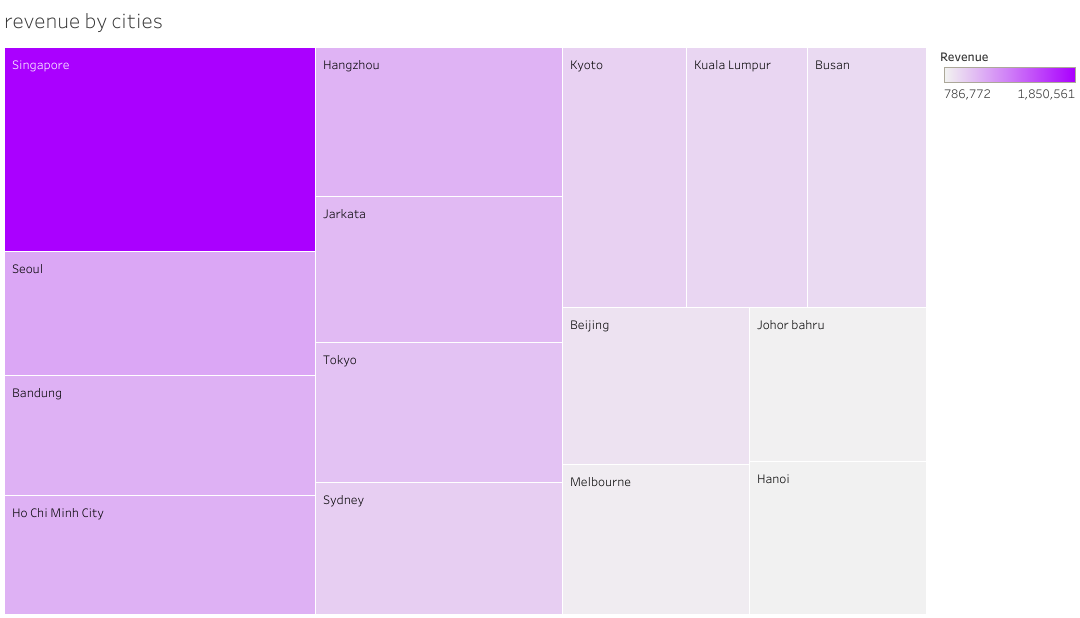 revenue by cities
Singapore
Seoul
Bandung
Ho Chi Minh City
Hangzhou
Jarkata
Tokyo
Sydney
Kyoto
Kuala Lumpur
Busan
Beijing
Johor bahru
Melbourne
Hanoi
Revenue
786,772 1,850,561